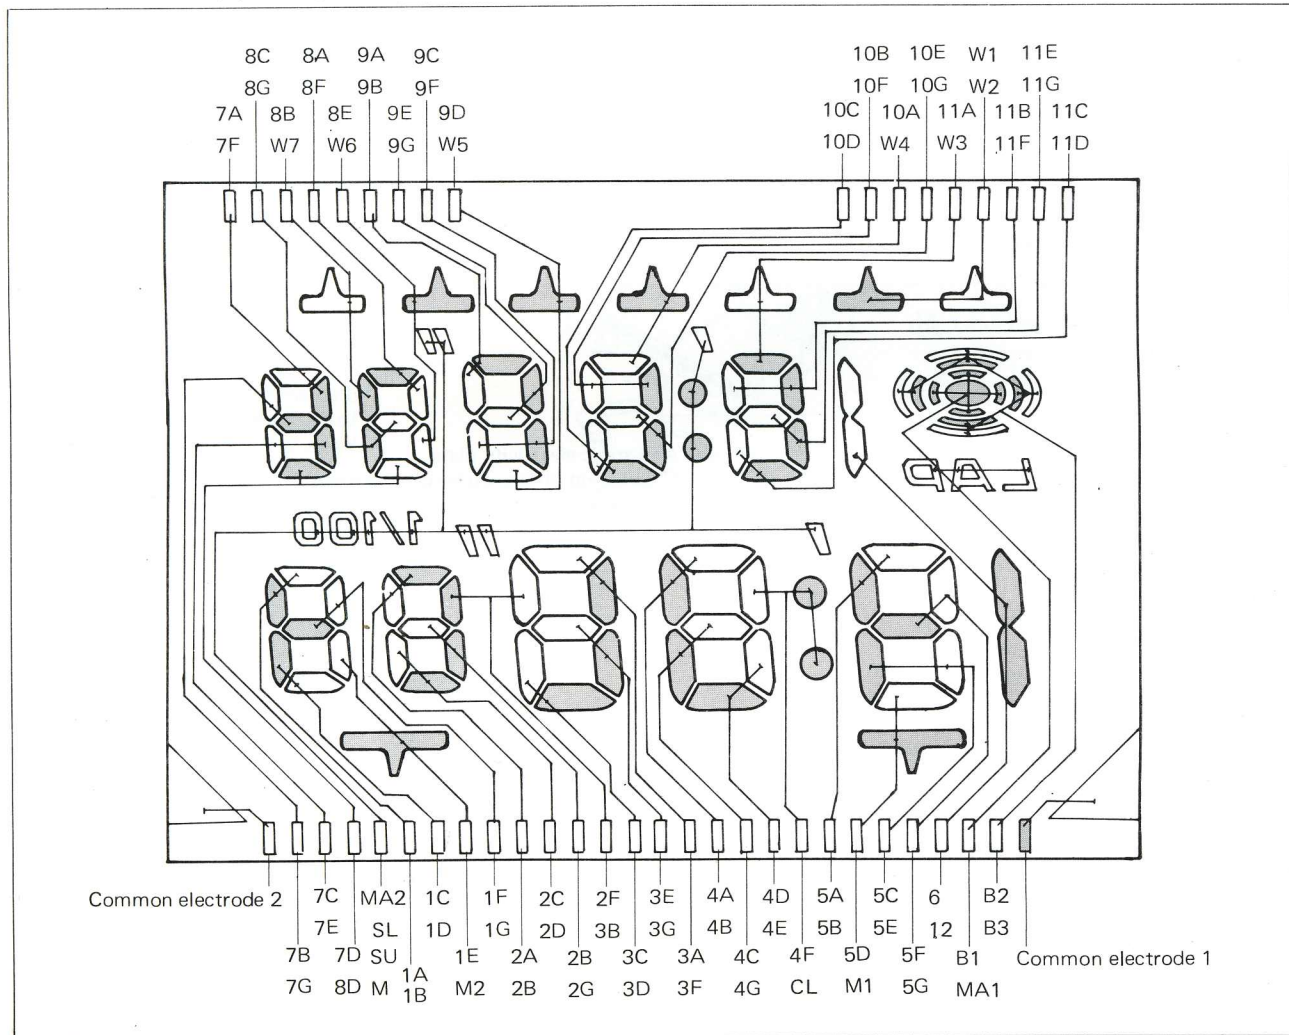 8C 8A 9A 9C 10B 10E W1 11E
8G 8F 9B 9F 10F 10G W2 11G
7A 8B 8E 9E 9D 10C 10A 11A 11B 11C
7F W7 W6 9G W5 10D W4 W3 11F 11D
LAP
1/100
Common electrode 2 7C MA2 1C 1F 2C 2F 3E 4A 4D 5A 5C 6 B2
7E SL 1D 1G 2D 3B 3G 4B 4E 5B 5E 12 B3
7B 7D SU 1A 1E 2A 2B 3C 3A 4C 4F 5D 5F B1 Common electrode 1
7G 8D M 1B M2 2B 2G 3D 3F 4G CL M1 5G MA1